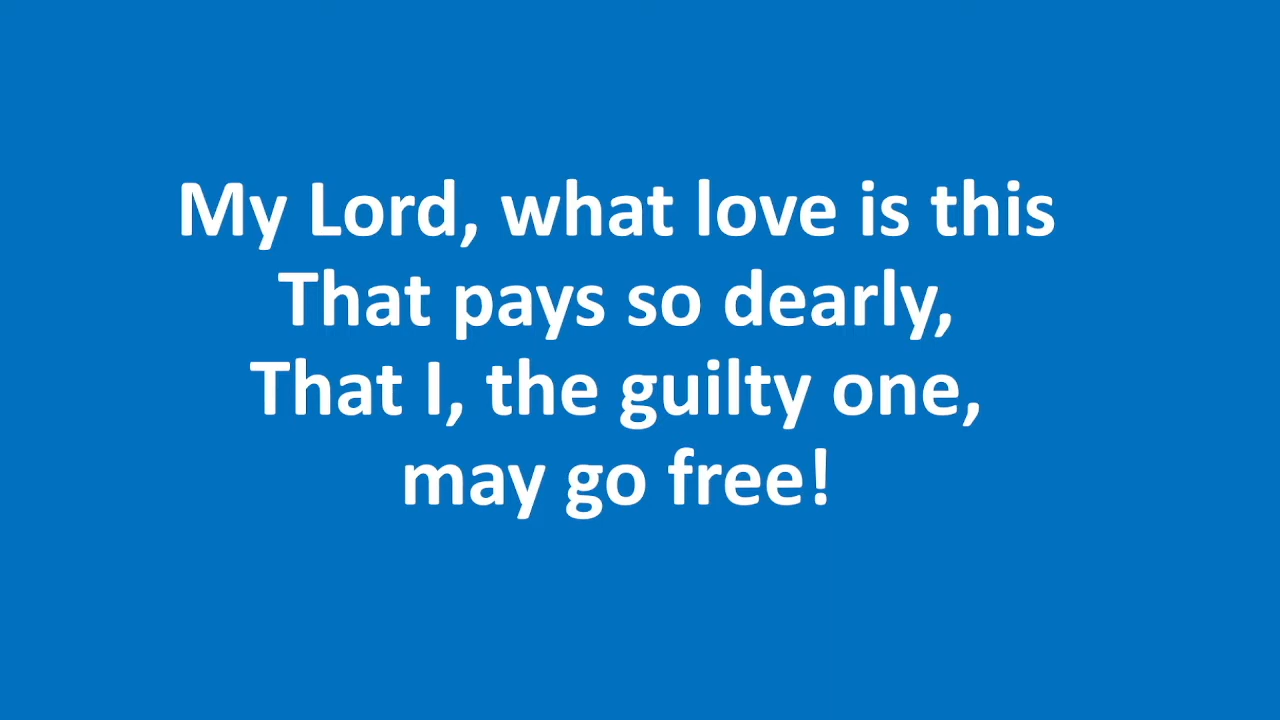 My Lord, what love is this
That pays so dearly,
That I, the guilty one,
may go free!